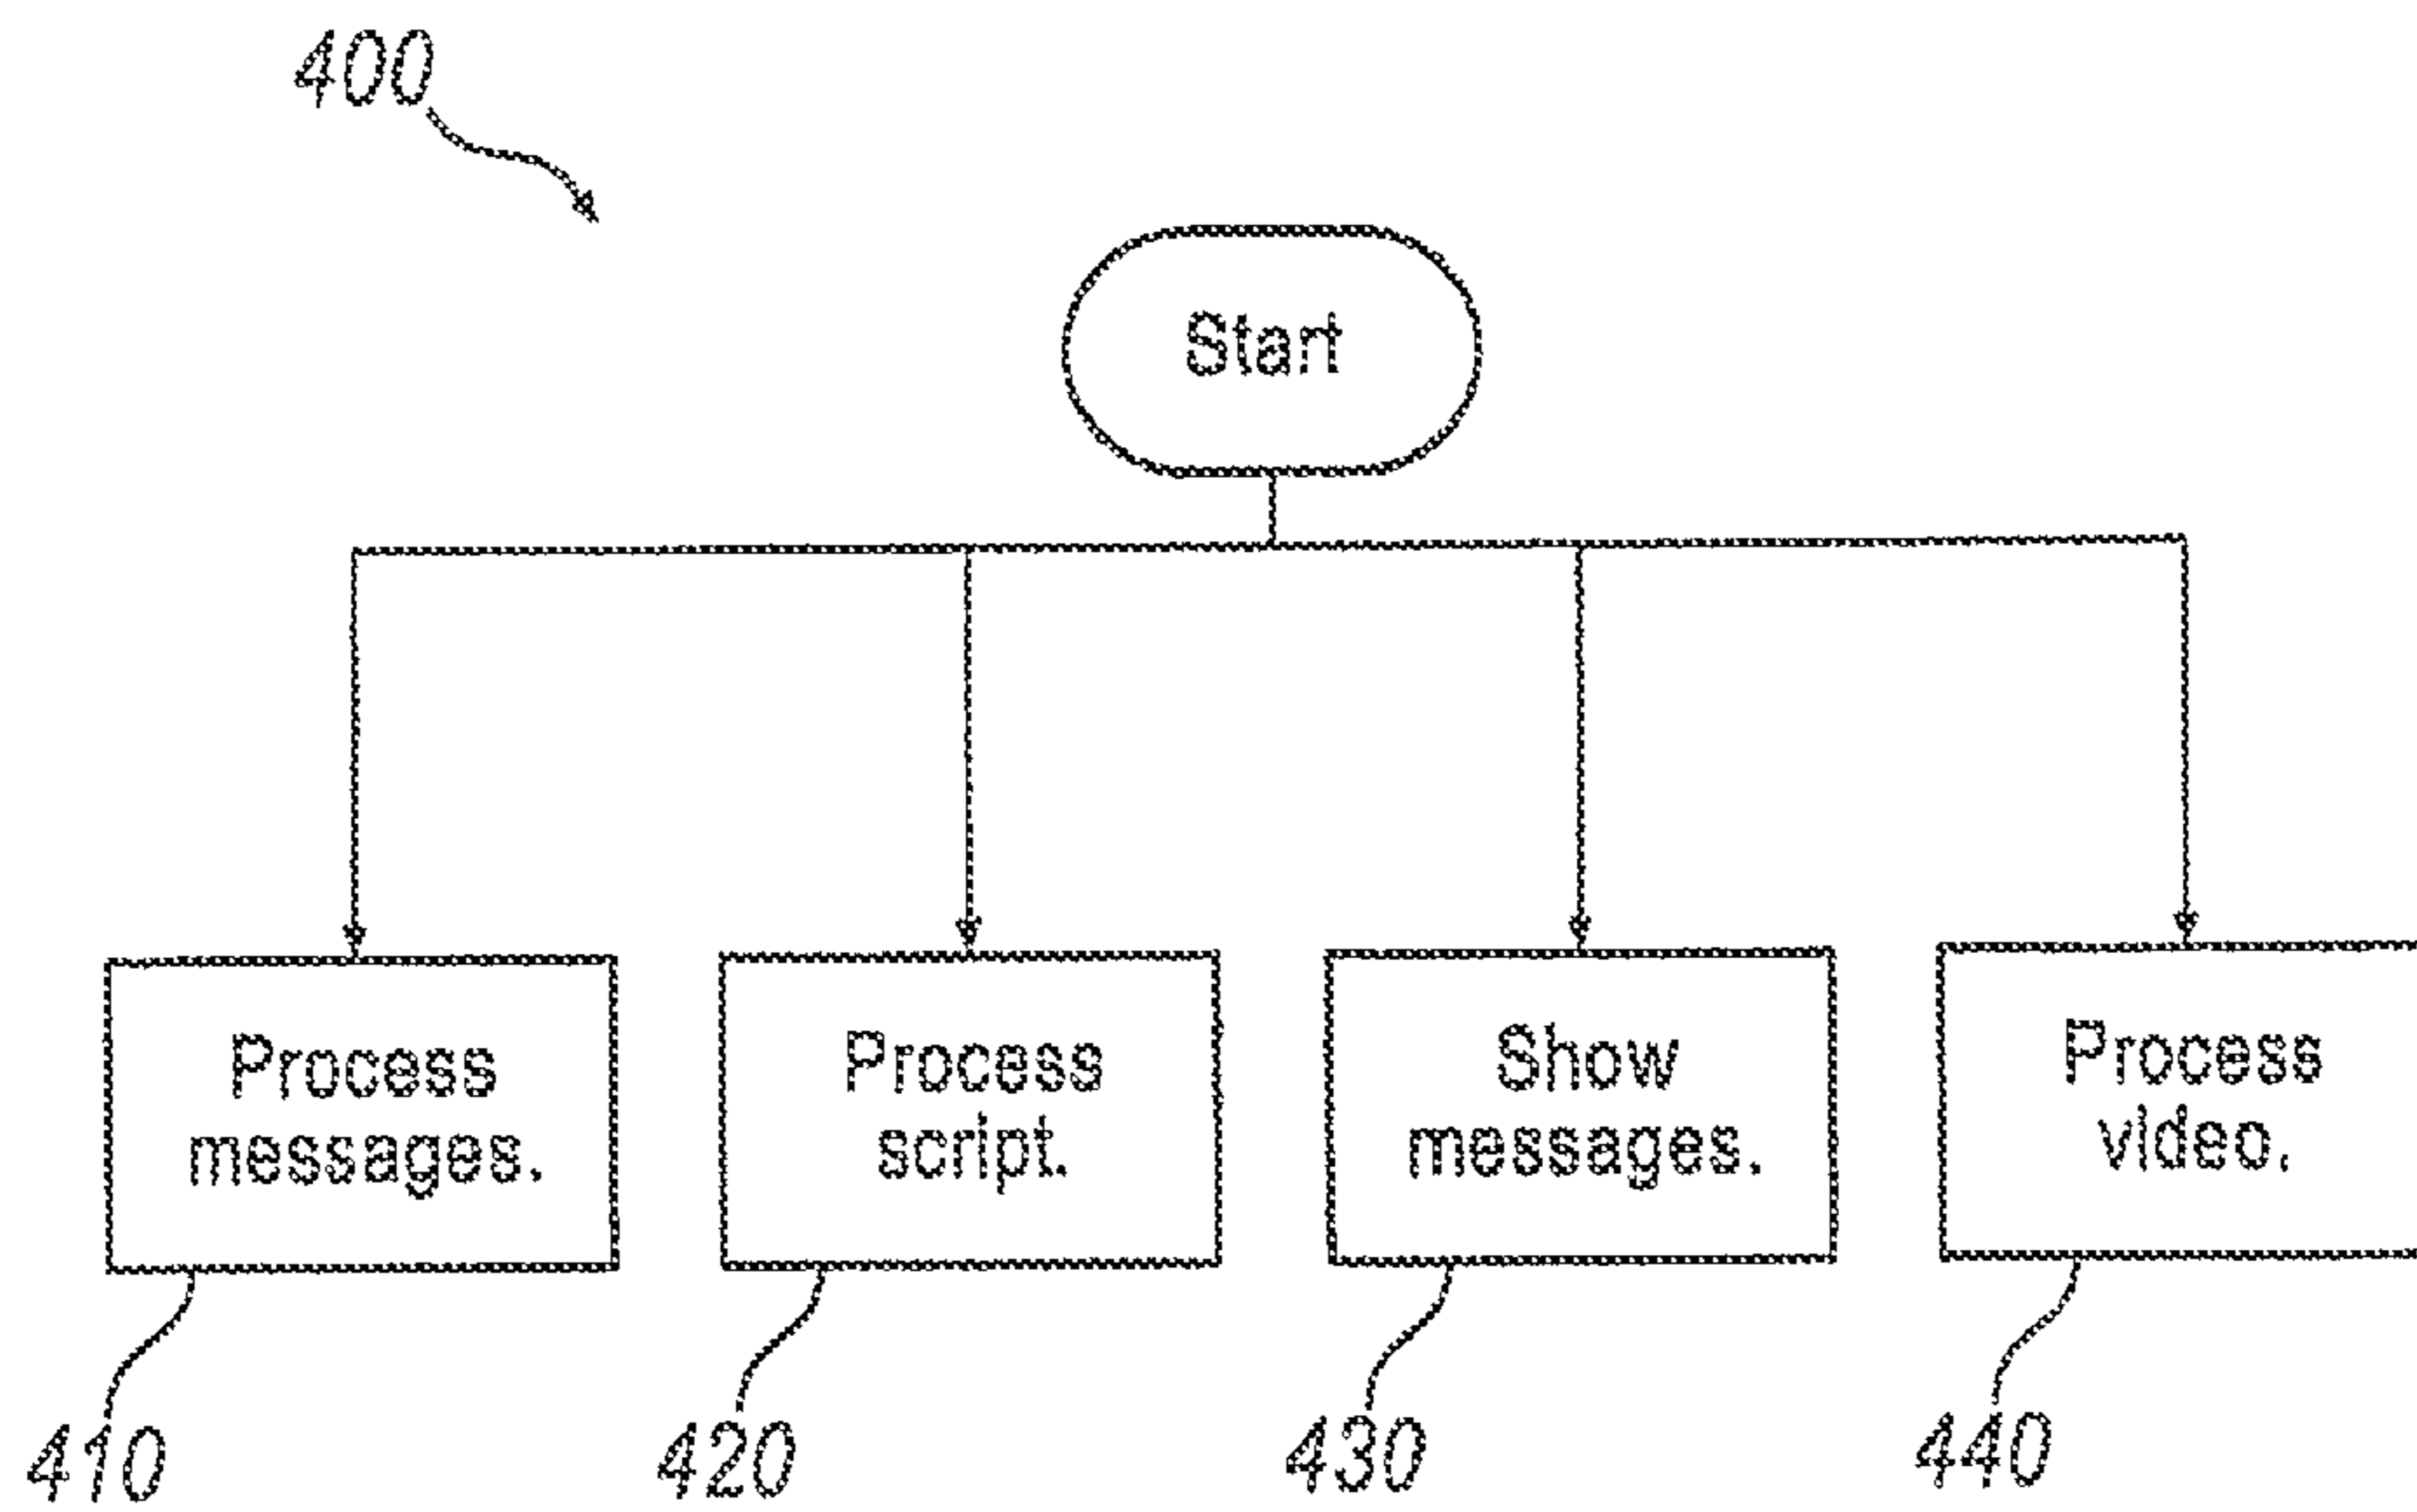 400
Start
Process
messages.
Process
script.
Show
messages.
Process
video.
410
420
430
440